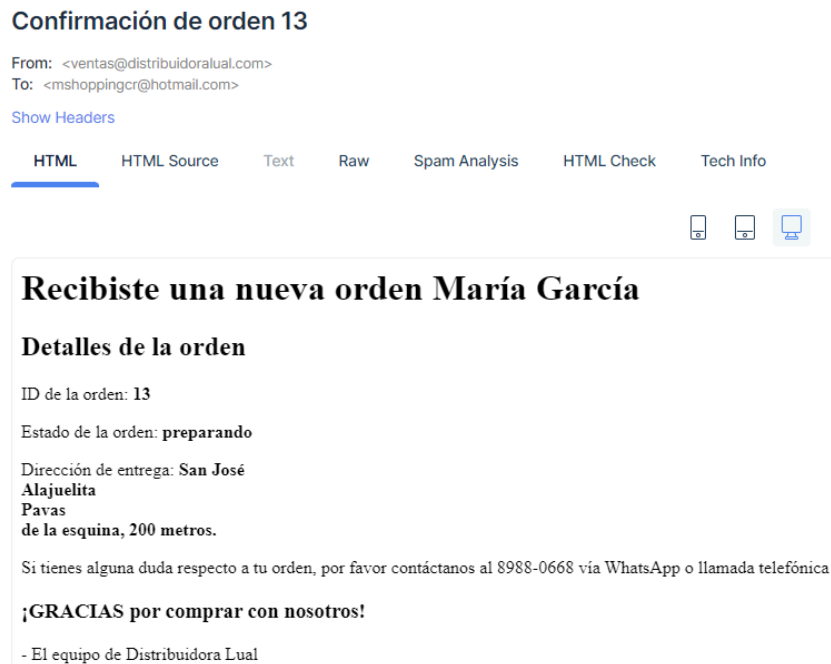 Confirmación de orden 13
From: <ventas@distribuidoralual.com>
To: <mshoppingcr@hotmail.com>
Show Headers
HTML HTML Source Text Raw Spam Analysis HTML Check Tech Info
Recibiste una nueva orden María García
Detalles de la orden
ID de la orden: 13
Estado de la orden: preparando
Dirección de entrega: San José
Alajuelita
Pavas
de la esquina, 200 metros.
Si tienes alguna duda respecto a tu orden, por favor contáctanos al 8988-0668 vía WhatsApp o llamada telefónica
¡GRACIAS por comprar con nosotros!
- El equipo de Distribuidora Lual